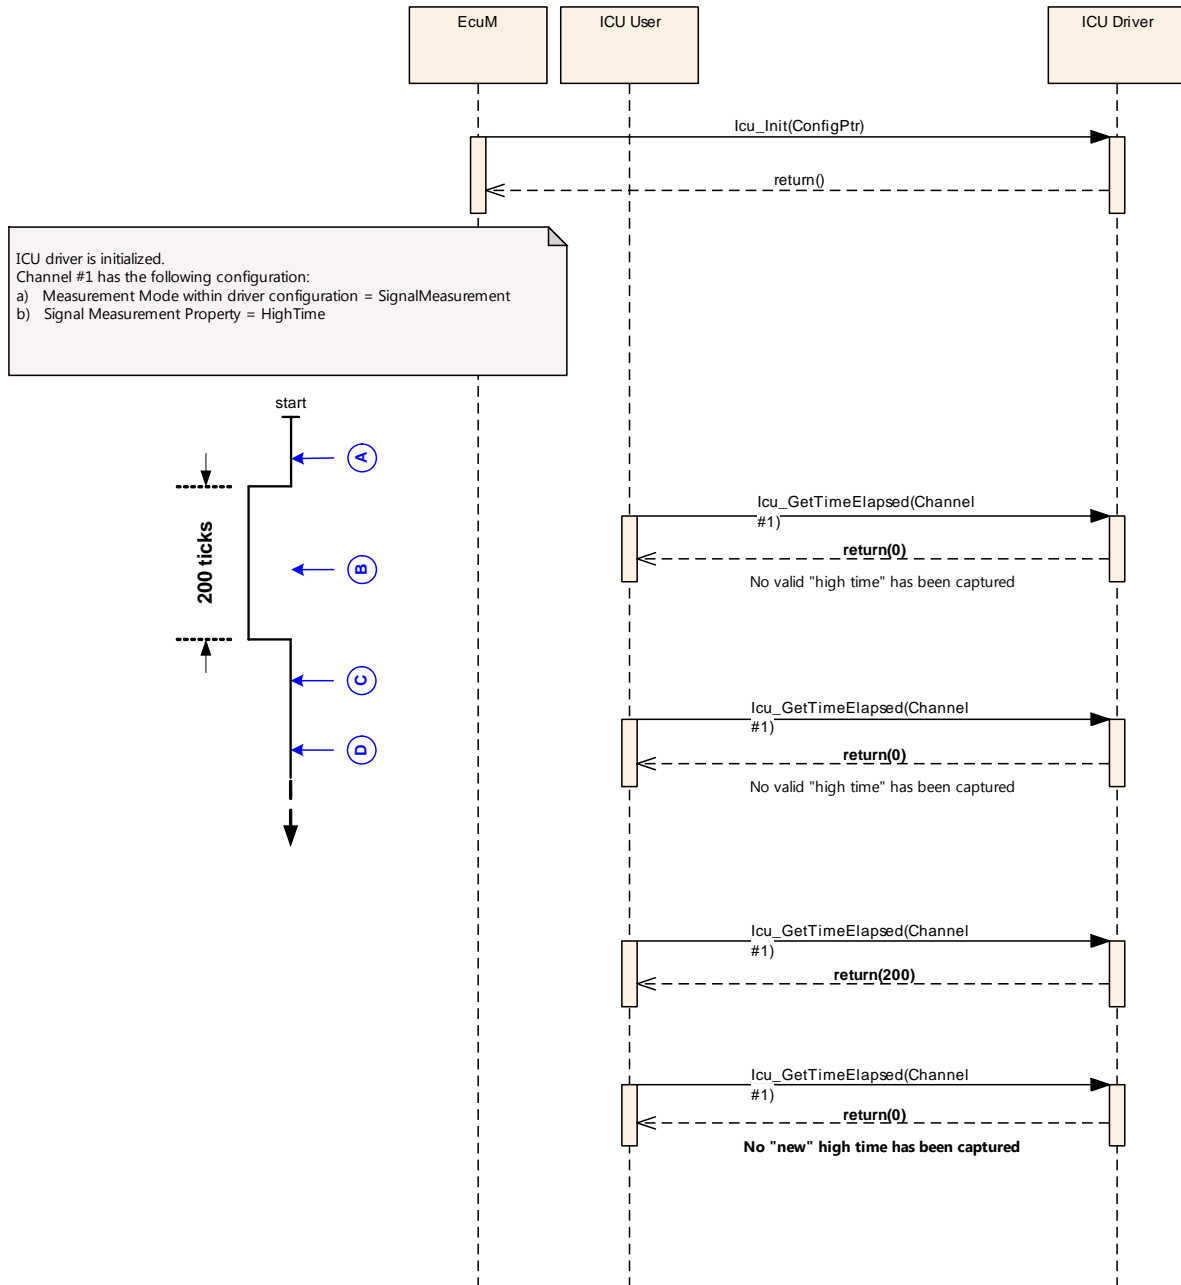 EcuM
ICU User
ICU Driver
Icu_Init(ConfigPtr)
return()
ICU driver is initialized.
Channel #1 has the following configuration:
a) Measurement Mode within driver configuration = SignalMeasurement
b) Signal Measurement Property = HighTime
start
A
200 ticks
B
C
D
Icu_GetTimeElapsed(Channel
#1)
return(0)
No valid "high time" has been captured
Icu_GetTimeElapsed(Channel
#1)
return(0)
No valid "high time" has been captured
Icu_GetTimeElapsed(Channel
#1)
return(200)
Icu_GetTimeElapsed(Channel
#1)
return(0)
No "new" high time has been captured